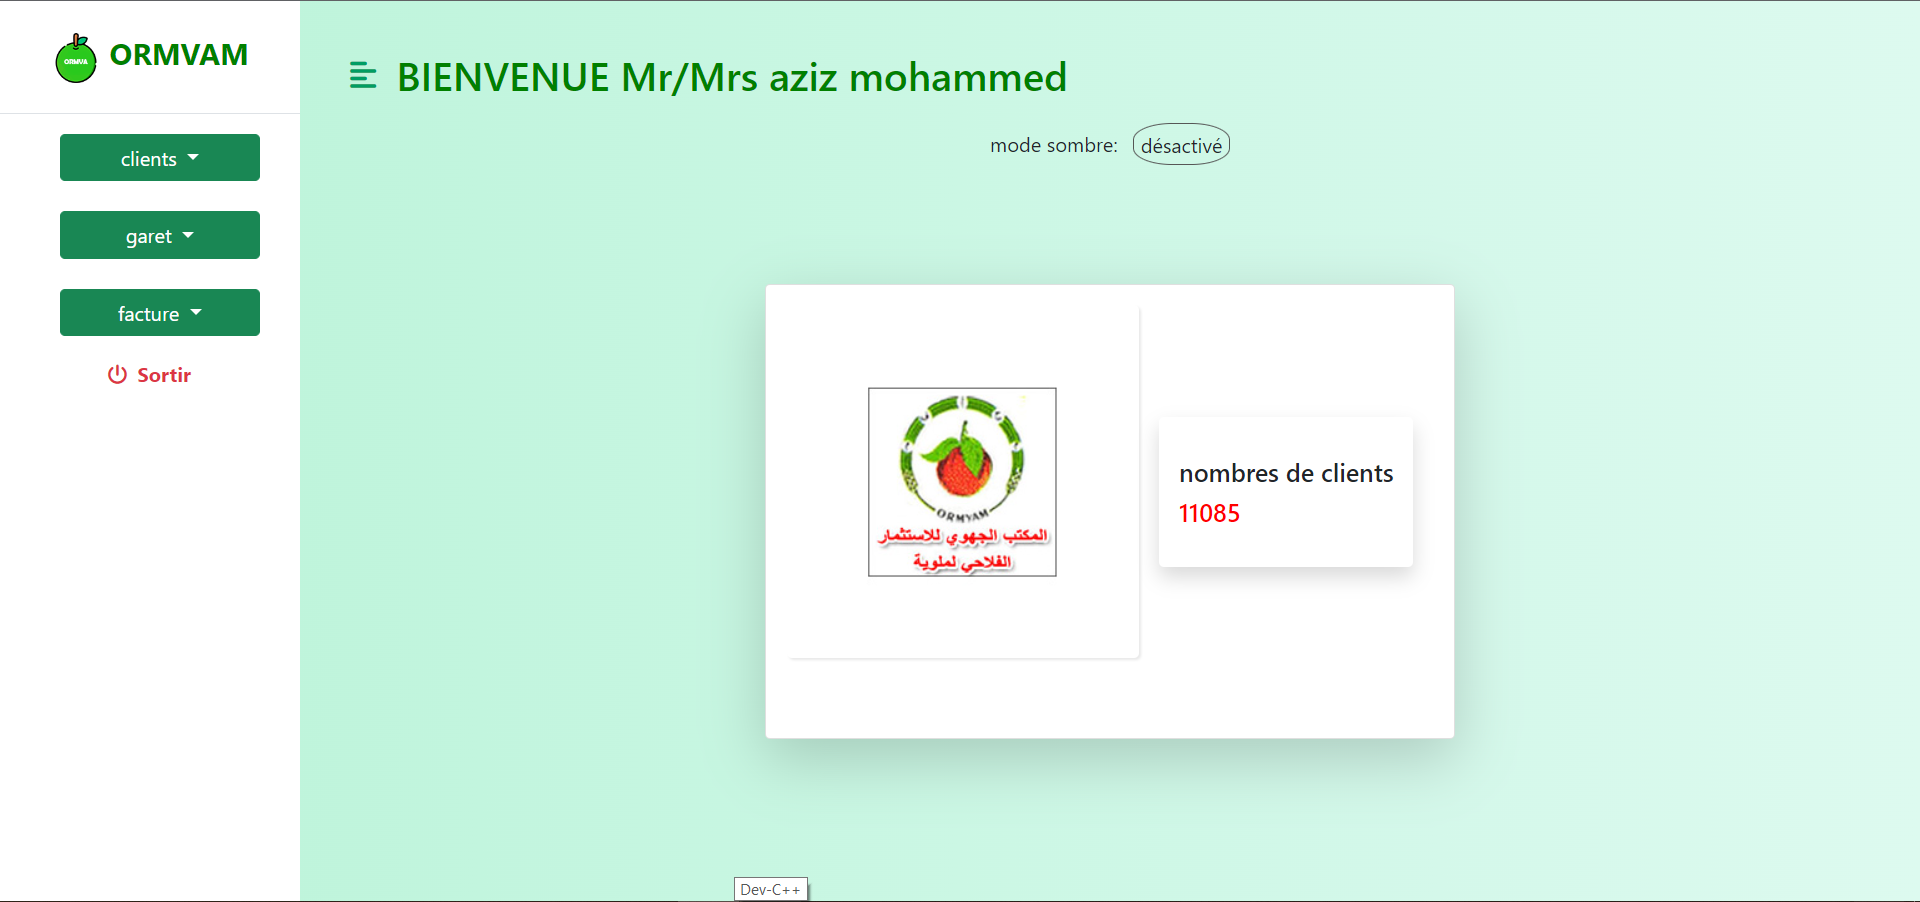 ORMVA
ORMVAM
BIENVENUE Mr/Mrs aziz mohammed
mode sombre: désactivé
clients
garet
facture
Sortir
ORMVAM
المكتب الجهوي للاستثمار
الفلاحي لملوية
nombres de clients
11085
Dev-C++